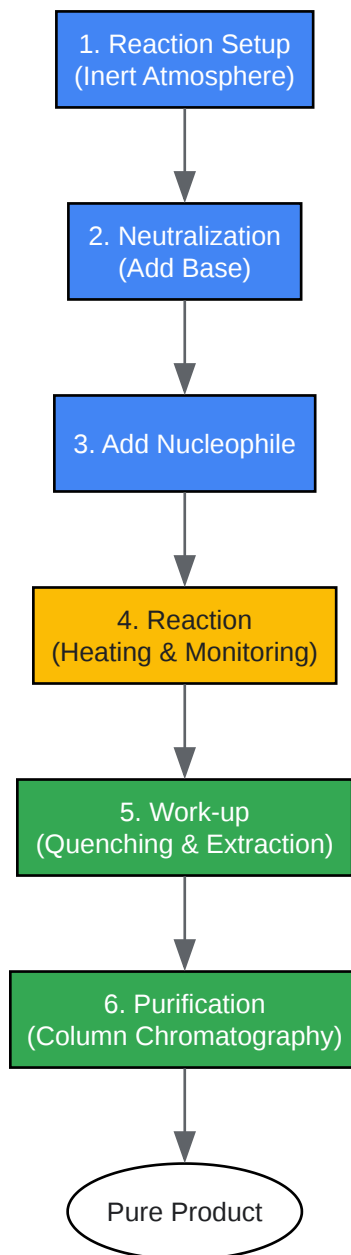 1. Reaction Setup
(Inert Atmosphere)
2. Neutralization
(Add Base)
3. Add Nucleophile
4. Reaction
(Heating & Monitoring)
5. Work-up
(Quenching & Extraction)
6. Purification
(Column Chromatography)
Pure Product